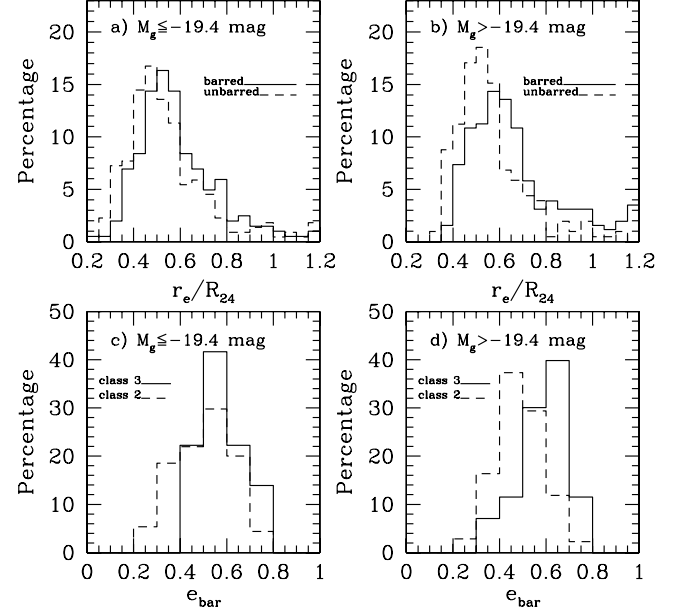 a) M_g≦−19.4 mag
barred
unbarred
Percentage
20
15
10
5
0
0.2 0.4 0.6 0.8 1 1.2
r_e/R_24
b) M_g>−19.4 mag
barred
unbarred
Percentage
20
15
10
5
0
0.2 0.4 0.6 0.8 1 1.2
r_e/R_24
c) M_g≦−19.4 mag
class 3
class 2
Percentage
50
40
30
20
10
0
0 0.2 0.4 0.6 0.8 1
e_bar
d) M_g>−19.4 mag
class 3
class 2
Percentage
50
40
30
20
10
0
0 0.2 0.4 0.6 0.8 1
e_bar